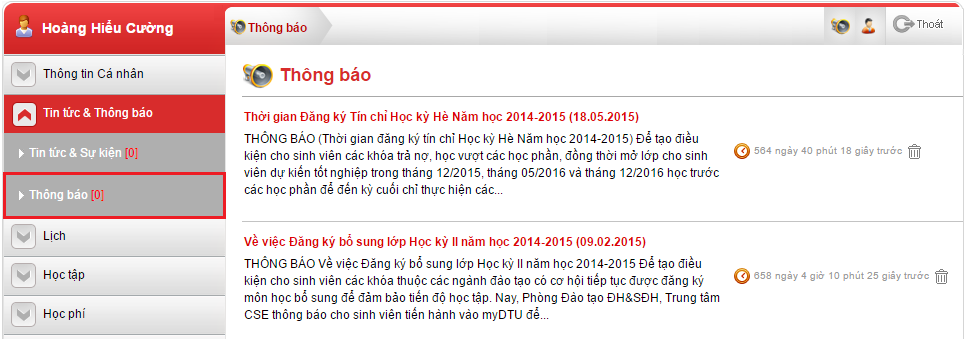 Hoàng Hiếu Cường
Thông báo
Thoát
Thông tin Cá nhân
Tin tức & Thông báo
Tin tức & Sự kiện [0]
Thông báo [0]
Lịch
Học tập
Học phí
Thông báo
Thời gian Đăng ký Tín chỉ Học kỳ Hè Năm học 2014-2015 (18.05.2015)
THÔNG BÁO (Thời gian đăng ký tín chỉ Học kỳ Hè Năm học 2014-2015) Để tạo điều
kiện cho sinh viên các khóa trả nợ, học vượt các học phần, đồng thời mở lớp cho sinh
viên dự kiến tốt nghiệp trong tháng 12/2015, tháng 05/2016 và tháng 12/2016 học trước
các học phần để đến kỳ cuối chỉ thực hiện các...
564 ngày 40 phút 18 giây trước
Về việc Đăng ký bổ sung lớp Học kỳ II năm học 2014-2015 (09.02.2015)
THÔNG BÁO Về việc Đăng ký bổ sung lớp Học kỳ II năm học 2014-2015 Để tạo điều
kiện cho sinh viên các khóa thuộc các ngành đào tạo có cơ hội tiếp tục được đăng ký
môn học bổ sung để đảm bảo tiến độ học tập. Nay, Phòng Đào tạo ĐH&SĐH, Trung tâm
CSE thông báo cho sinh viên tiến hành vào myDTU để...
658 ngày 4 giờ 10 phút 25 giây trước